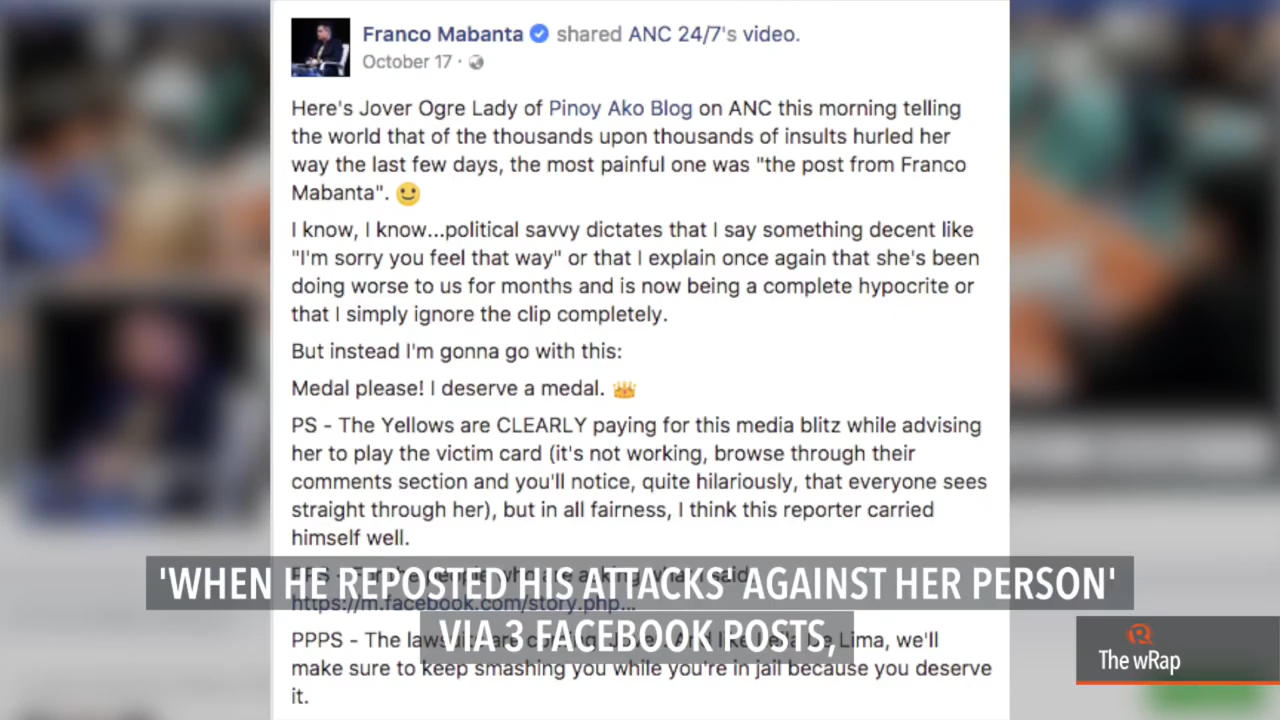 Franco Mabanta shared ANC 24/7's video.
October 17 ·
Here's Jover Ogre Lady of Pinoy Ako Blog on ANC this morning telling
the world that of the thousands upon thousands of insults hurled her
way the last few days, the most painful one was "the post from Franco
Mabanta". 🙂
I know, I know...political savvy dictates that I say something decent like
"I'm sorry you feel that way" or that I explain once again that she's been
doing worse to us for months and is now being a complete hypocrite or
that I simply ignore the clip completely.
But instead I'm gonna go with this:
Medal please! I deserve a medal. 👑
PS - The Yellows are CLEARLY paying for this media blitz while advising
her to play the victim card (it's not working, browse through their
comments section and you'll notice, quite hilariously, that everyone sees
straight through her), but in all fairness, I think this reporter carried
himself well.
'WHEN HE REPOSTED HIS ATTACKS' AGAINST HER PERSON'
https://m.facebook.com/story.php...
VIA 3 FACEBOOK POSTS,
PPPS - The De Lima, we'll
make sure to keep smashing you while you're in jail because you deserve
it.
The wRap